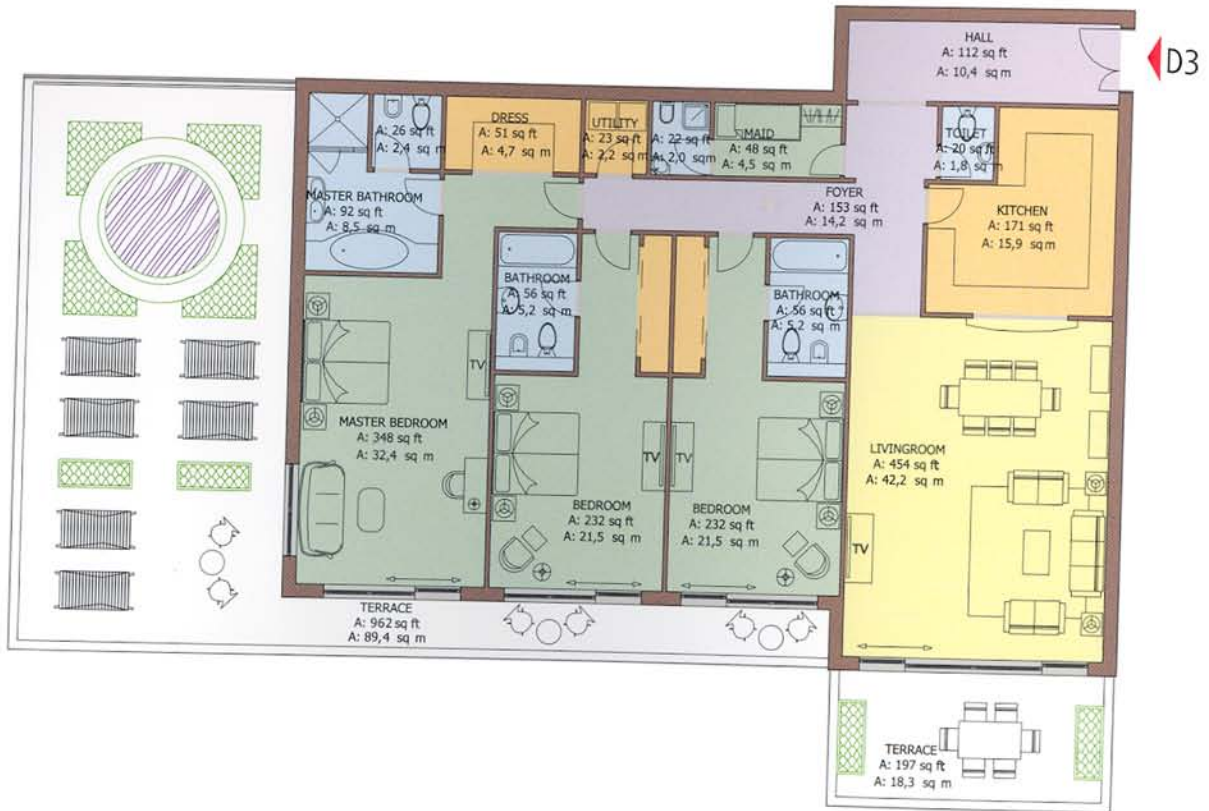 HALL
A: 112 sq ft
A: 10,4 sq m
D3
A: 26 sq ft
A: 2,4 sq m
DRESS
A: 51 sq ft
A: 4,7 sq m
UTILITY
A: 23 sq ft
A: 2,2 sq m
A: 22 sq ft
A: 2,0 sqm
MAID
A: 48 sq ft
A: 4,5 sq m
TOILET
A: 20 sq ft
A: 1,8 sq m
MASTER BATHROOM
A: 92 sq ft
A: 8,5 sq m
FOYER
A: 153 sq ft
A: 14,2 sq m
KITCHEN
A: 171 sq ft
A: 15,9 sq m
BATHROOM
A: 56 sq ft
A: 5,2 sq m
BATHROOM
A: 56 sq ft
A: 5,2 sq m
TV
MASTER BEDROOM
A: 348 sq ft
A: 32,4 sq m
TV
TV
LIVINGROOM
A: 454 sq ft
A: 42,2 sq m
BEDROOM
A: 232 sq ft
A: 21,5 sq m
BEDROOM
A: 232 sq ft
A: 21,5 sq m
TV
TERRACE
A: 962 sq ft
A: 89,4 sq m
TERRACE
A: 197 sq ft
A: 18,3 sq m